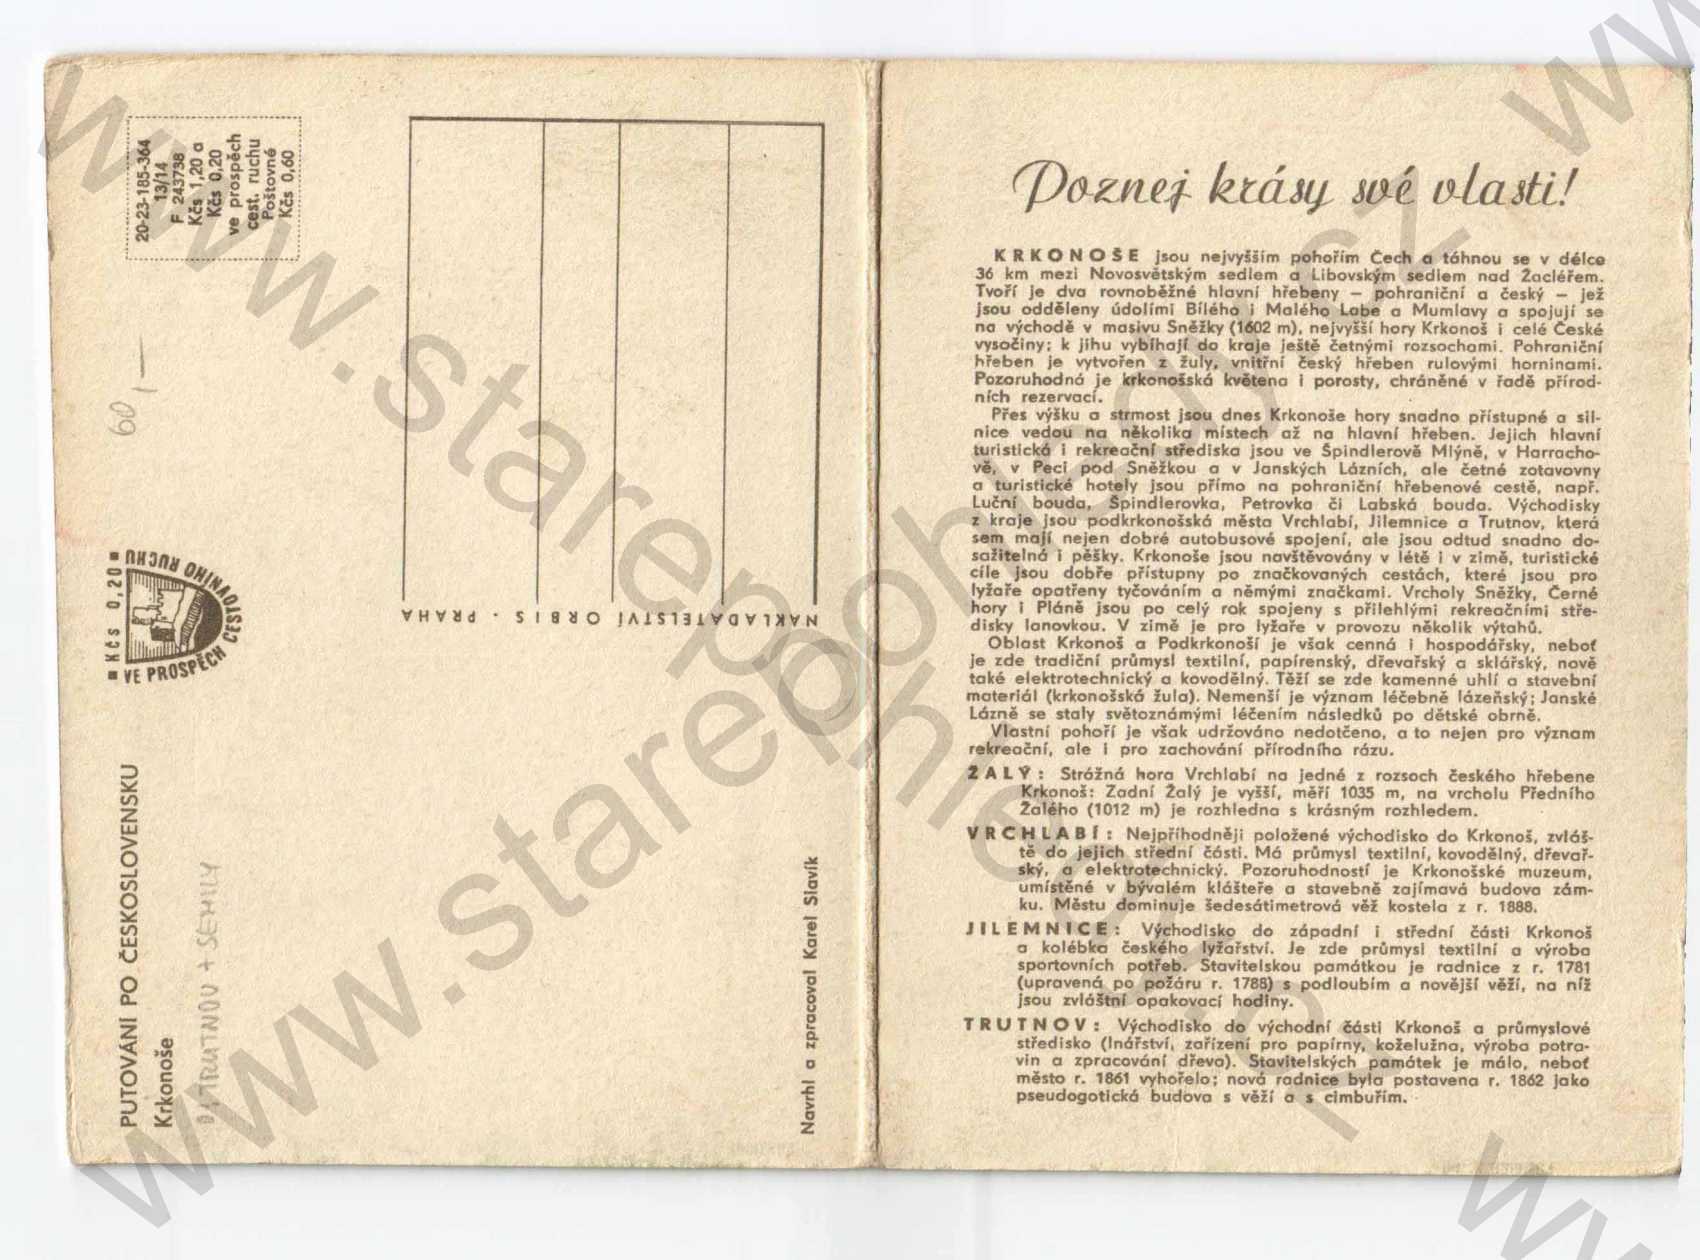 20-23-185-364
13/14
F 243738
Kčs 1,20 a
Kčs 0,20
ve prospěch
cest. ruchu
Poštovné
Kčs 0,60
60,—
■ Kčs 0,20 ■
VE PROSPĚCH CESTOVNÍHO RUCHU
NAKLADATELSTVÍ ORBIS - PRAHA
PUTOVÁNÍ PO ČESKOSLOVENSKU
Krkonoše
TRUTNOV + SEMILY
Navrhl a zpracoval Karel Slavík
Poznej krásy své vlasti!
KRKONOŠE jsou nejvyšším pohořím Čech a táhnou se v délce
36 km mezi Novosvětským sedlem a Libovským sedlem nad Žacléřem.
Tvoří je dva rovnoběžné hlavní hřebeny — pohraniční a český — jež
jsou odděleny údolími Bílého i Malého Labe a Mumlavy a spojují se
na východě v masivu Sněžky (1602 m), nejvyšší hory Krkonoš i celé České
vysočiny; k jihu vybíhají do kraje ještě četnými rozsochami. Pohraniční
hřeben je vytvořen z žuly, vnitřní český hřeben rulovými horninami.
Pozoruhodná je krkonošská květena i porosty, chráněné v řadě přírod-
ních rezervací.
Přes výšku a strmost jsou dnes Krkonoše hory snadno přístupné a sil-
nice vedou na několika místech až na hlavní hřeben. Jejich hlavní
turistická i rekreační střediska jsou ve Špindlerově Mlýně, v Harracho-
vě, v Peci pod Sněžkou a v Janských Lázních, ale četné zotavovny
a turistické hotely jsou přímo na pohraniční hřebenové cestě, např.
Luční bouda, Špindlerovka, Petrovka či Labská bouda. Východisky
z kraje jsou podkrkonošská města Vrchlabí, Jilemnice a Trutnov, která
sem mají nejen dobré autobusové spojení, ale jsou odtud snadno do-
sažitelná i pěšky. Krkonoše jsou navštěvovány v létě i v zimě, turistické
cíle jsou dobře přístupny po značkovaných cestách, které jsou pro
lyžaře opatřeny tyčováním a němými značkami. Vrcholy Sněžky, Černé
hory i Pláně jsou po celý rok spojeny s přilehlými rekreačními stře-
disky lanovkou. V zimě je pro lyžaře v provozu několik výtahů.
Oblast Krkonoš a Podkrkonoší je však cenná i hospodářsky, neboť
je zde tradiční průmysl textilní, papírenský, dřevařský a sklářský, nově
také elektrotechnický a kovodělný. Těží se zde kamenné uhlí a stavební
materiál (krkonošská žula). Nemenší je význam léčebně lázeňský; Janské
Lázně se staly světoznámými léčením následků po dětské obrně.
Vlastní pohoří je však udržováno nedotčeno, a to nejen pro význam
rekreační, ale i pro zachování přírodního rázu.
ŽALÝ: Strážná hora Vrchlabí na jedné z rozsoch českého hřebene
Krkonoš: Zadní Žalý je vyšší, měří 1035 m, na vrcholu Předního
Žalého (1012 m) je rozhledna s krásným rozhledem.
VRCHLABÍ: Nejpříhodněji položené východisko do Krkonoš, zvláš-
tě do jejich střední části. Má průmysl textilní, kovodělný, dřevař-
ský, a elektrotechnický. Pozoruhodností je Krkonošské muzeum,
umístěné v bývalém klášteře a stavebně zajímavá budova zám-
ku. Městu dominuje šedesátimetrová věž kostela z r. 1888.
JILEMNICE: Východisko do západní i střední části Krkonoš
a kolébka českého lyžařství. Je zde průmysl textilní a výroba
sportovních potřeb. Stavitelskou památkou je radnice z r. 1781
(upravená po požáru r. 1788) s podloubím a novější věží, na níž
jsou zvláštní opakovací hodiny.
TRUTNOV: Východisko do východní části Krkonoš a průmyslové
středisko (lnářství, zařízení pro papírny, koželužna, výroba potra-
vin a zpracování dřeva). Stavitelských památek je málo, neboť
město r. 1861 vyhořelo; nová radnice byla postavena r. 1862 jako
pseudogotická budova s věží a s cimbuřím.
www.starepohledy.cz
www.starepohledy.cz